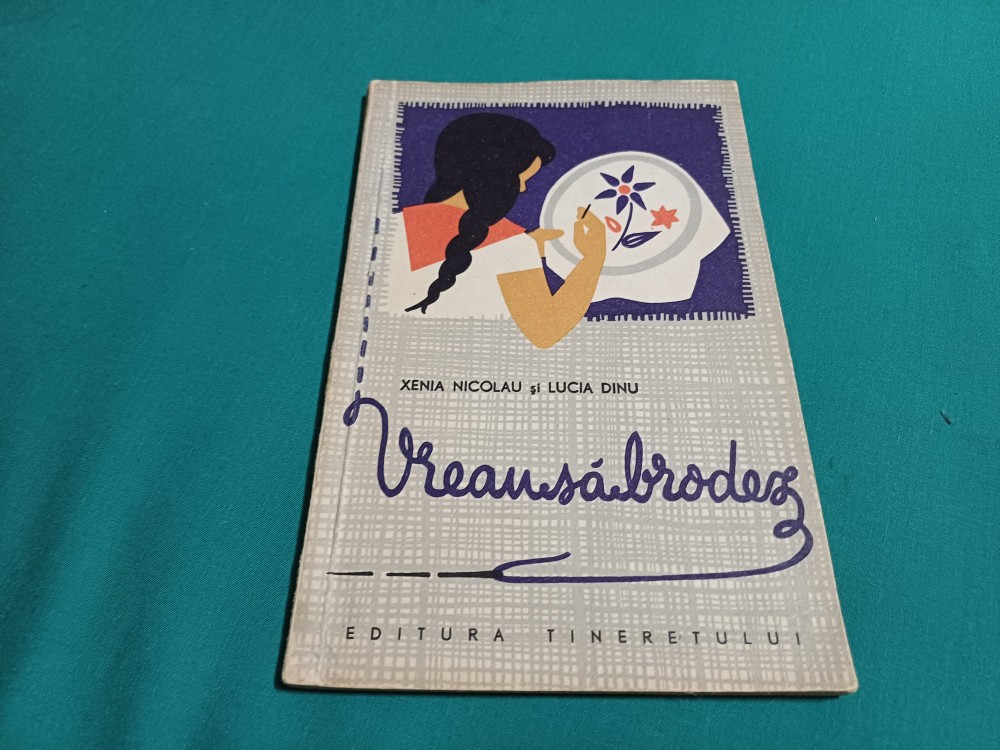 XENIA NICOLAU și LUCIA DINU
Vreau să brodez
EDITURA TINERETULUI